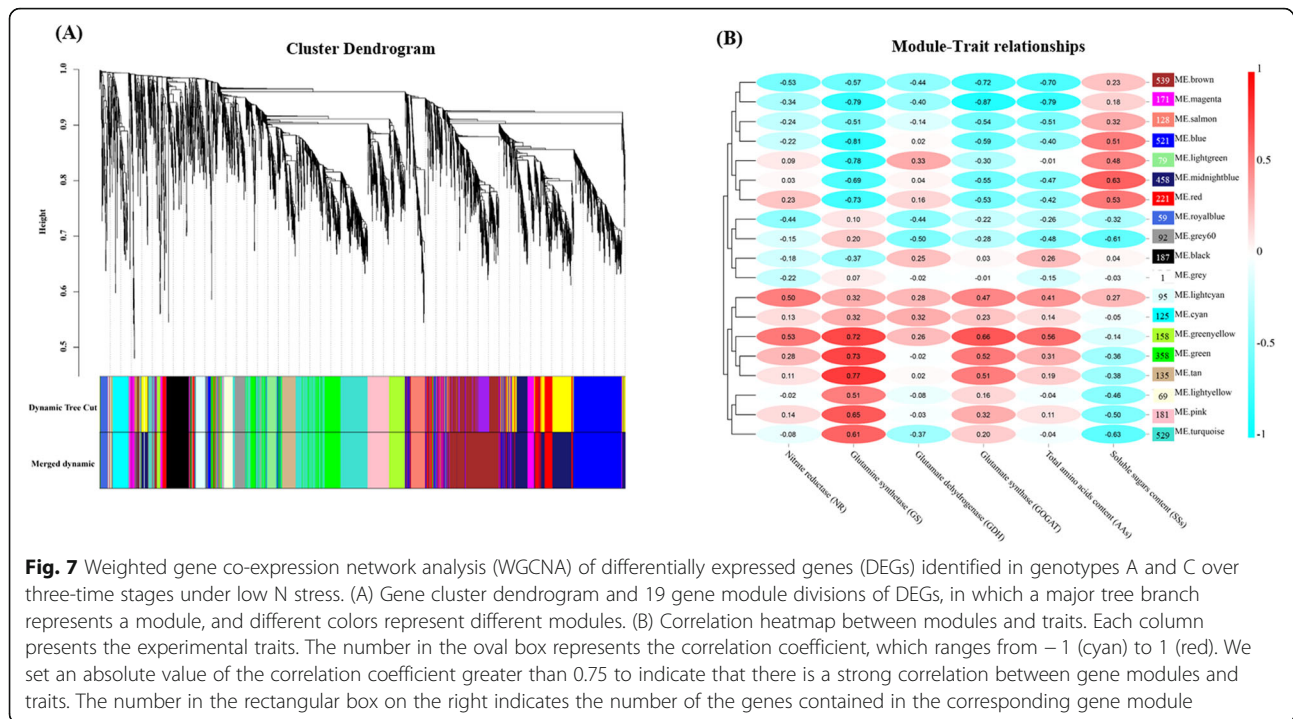 (A)
Cluster Dendrogram
1.0
0.9
0.8
0.7
0.6
0.5
Height
Dynamic Tree Cut
Merged dynamic
(B)
Module-Trait relationships
-0.53 -0.57 -0.44 -0.72 -0.70 0.23 539 ME.brown
-0.34 -0.79 -0.40 -0.87 -0.79 0.18 171 ME.magenta
-0.24 -0.51 -0.14 -0.54 -0.51 0.32 128 ME.salmon
-0.22 -0.81 0.02 -0.59 -0.40 0.51 521 ME.blue
0.09 -0.78 0.33 -0.30 -0.01 0.48 79 ME.lightgreen
0.03 -0.69 0.04 -0.55 -0.47 0.63 458 ME.midnightblue
0.23 -0.73 0.16 -0.53 -0.42 0.53 221 ME.red
-0.44 0.10 -0.44 -0.22 -0.26 -0.32 59 ME.royalblue
-0.15 0.20 -0.50 -0.28 -0.48 -0.61 92 ME.grey60
-0.18 -0.37 0.25 0.03 0.26 0.04 187 ME.black
-0.22 0.07 -0.02 -0.01 -0.15 -0.03 1 ME.grey
0.50 0.32 0.28 0.47 0.41 0.27 95 ME.lightcyan
0.13 0.32 0.32 0.23 0.14 -0.05 125 ME.cyan
0.53 0.72 0.26 0.66 0.56 -0.14 158 ME.greenyellow
0.28 0.73 -0.02 0.52 0.31 -0.36 358 ME.green
0.11 0.77 0.02 0.51 0.19 -0.38 135 ME.tan
-0.02 0.51 -0.08 0.16 -0.04 -0.46 69 ME.lightyellow
0.14 0.65 -0.03 0.32 0.11 -0.50 181 ME.pink
-0.08 0.61 -0.37 0.20 -0.04 -0.63 529 ME.turquoise
Nitrate reductase (NR)
Glutamine synthetase (GS)
Glutamate dehydrogenase (GDH)
Glutamate synthase (GOGAT)
Total amino acids content (AAs)
Soluble sugars content (SSs)
1
0.5
0
-0.5
-1
Fig. 7 Weighted gene co-expression network analysis (WGCNA) of differentially expressed genes (DEGs) identified in genotypes A and C over
three-time stages under low N stress. (A) Gene cluster dendrogram and 19 gene module divisions of DEGs, in which a major tree branch
represents a module, and different colors represent different modules. (B) Correlation heatmap between modules and traits. Each column
presents the experimental traits. The number in the oval box represents the correlation coefficient, which ranges from − 1 (cyan) to 1 (red). We
set an absolute value of the correlation coefficient greater than 0.75 to indicate that there is a strong correlation between gene modules and
traits. The number in the rectangular box on the right indicates the number of the genes contained in the corresponding gene module